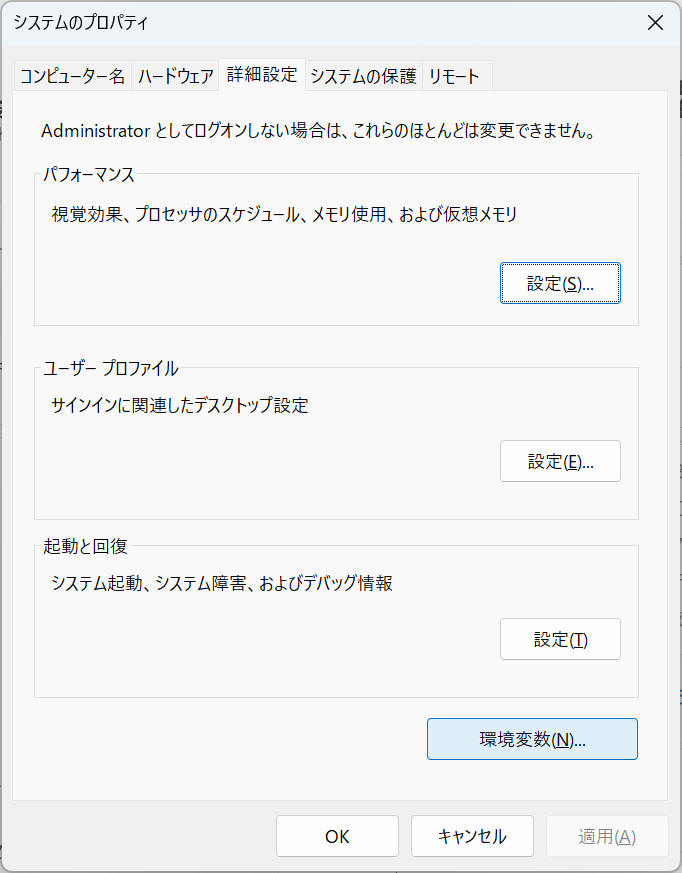 システムのプロパティ
コンピューター名 ハードウェア 詳細設定 システムの保護 リモート
Administrator としてログオンしない場合は、これらのほとんどは変更できません。
パフォーマンス
視覚効果、プロセッサのスケジュール、メモリ使用、および仮想メモリ
設定(S)...
ユーザー プロファイル
サインインに関連したデスクトップ設定
設定(E)...
起動と回復
システム起動、システム障害、およびデバッグ情報
設定(T)
環境変数(N)...
OK キャンセル 適用(A)